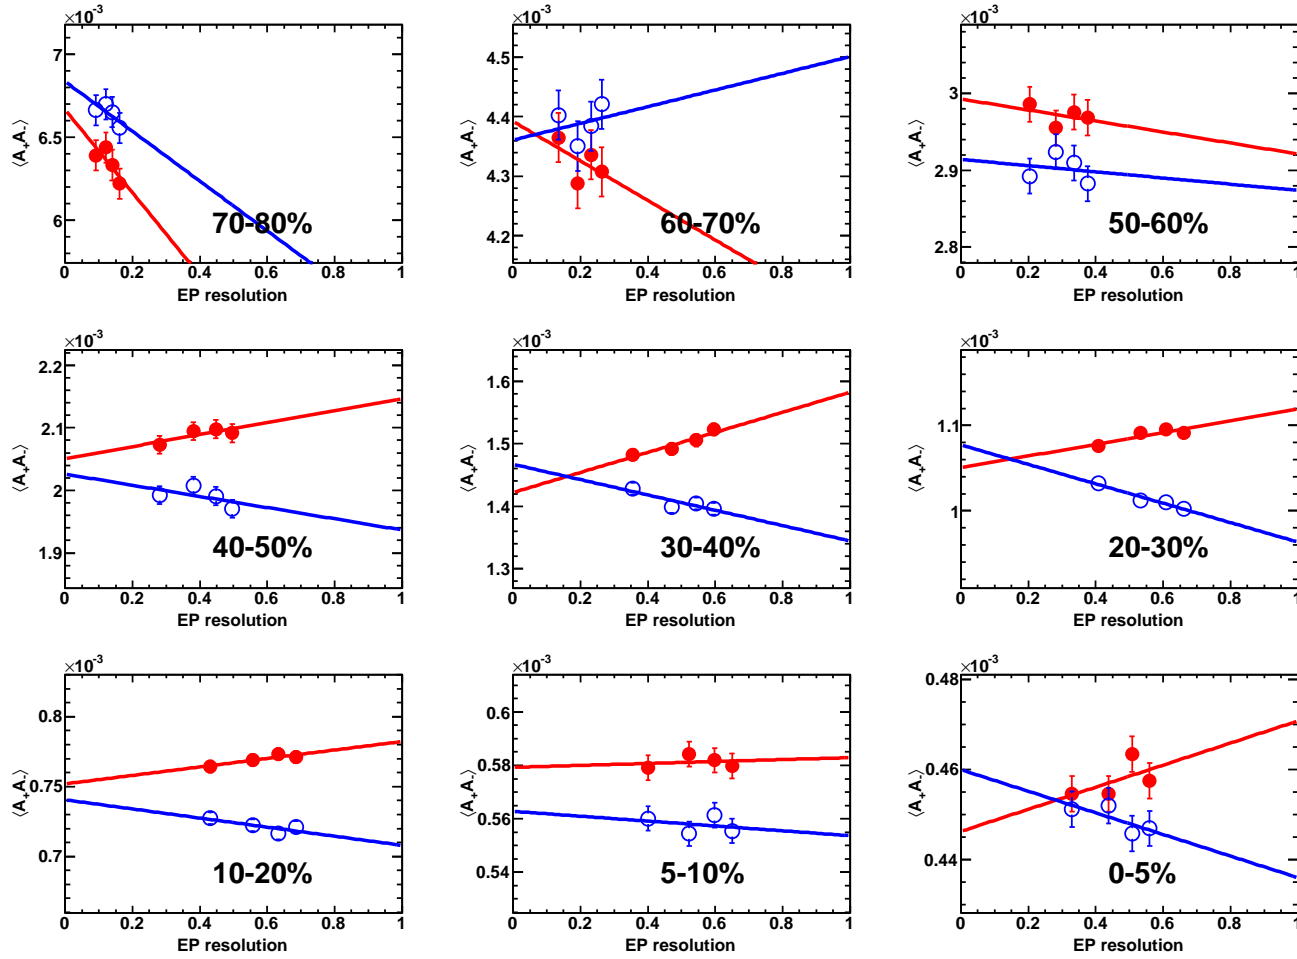 ×10⁻³ ×10⁻³ ×10⁻³
⟨A₊A₋⟩ 7 6.5 6 70-80% ⟨A₊A₋⟩ 4.5 4.4 4.3 4.2 60-70% ⟨A₊A₋⟩ 3 2.9 2.8 50-60%
0 0.2 0.4 0.6 0.8 1 0 0.2 0.4 0.6 0.8 1 0 0.2 0.4 0.6 0.8 1
EP resolution EP resolution EP resolution
×10⁻³ ×10⁻³ ×10⁻³
⟨A₊A₋⟩ 2.2 2.1 2 1.9 40-50% ⟨A₊A₋⟩ 1.6 1.5 1.4 1.3 30-40% ⟨A₊A₋⟩ 1.1 1 20-30%
0 0.2 0.4 0.6 0.8 1 0 0.2 0.4 0.6 0.8 1 0 0.2 0.4 0.6 0.8 1
EP resolution EP resolution EP resolution
×10⁻³ ×10⁻³ ×10⁻³
⟨A₊A₋⟩ 0.8 0.75 0.7 10-20% ⟨A₊A₋⟩ 0.6 0.58 0.56 0.54 5-10% ⟨A₊A₋⟩ 0.48 0.46 0.44 0-5%
0 0.2 0.4 0.6 0.8 1 0 0.2 0.4 0.6 0.8 1 0 0.2 0.4 0.6 0.8 1
EP resolution EP resolution EP resolution